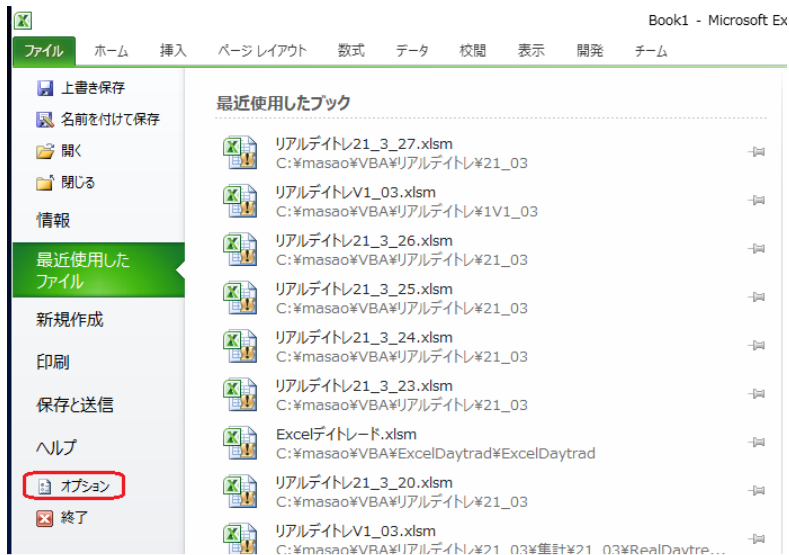 Book1 - Microsoft Ex
ファイル ホーム 挿入 ページ レイアウト 数式 データ 校閲 表示 開発 チーム
上書き保存
名前を付けて保存
開く
閉じる
情報
最近使用した
ファイル
新規作成
印刷
保存と送信
ヘルプ
オプション
終了
最近使用したブック
リアルデイトレ21_3_27.xlsm
C:¥masao¥VBA¥リアルデイトレ¥21_03
リアルデイトレV1_03.xlsm
C:¥masao¥VBA¥リアルデイトレ¥1V1_03
リアルデイトレ21_3_26.xlsm
C:¥masao¥VBA¥リアルデイトレ¥21_03
リアルデイトレ21_3_25.xlsm
C:¥masao¥VBA¥リアルデイトレ¥21_03
リアルデイトレ21_3_24.xlsm
C:¥masao¥VBA¥リアルデイトレ¥21_03
リアルデイトレ21_3_23.xlsm
C:¥masao¥VBA¥リアルデイトレ¥21_03
Excelデイトレード.xlsm
C:¥masao¥VBA¥ExcelDaytrad¥ExcelDaytrad
リアルデイトレ21_3_20.xlsm
C:¥masao¥VBA¥リアルデイトレ¥21_03
リアルデイトレV1_03.xlsm
C:¥masao¥VBA¥リアルデイトレ¥21_03¥集計¥21_03¥RealDaytre...